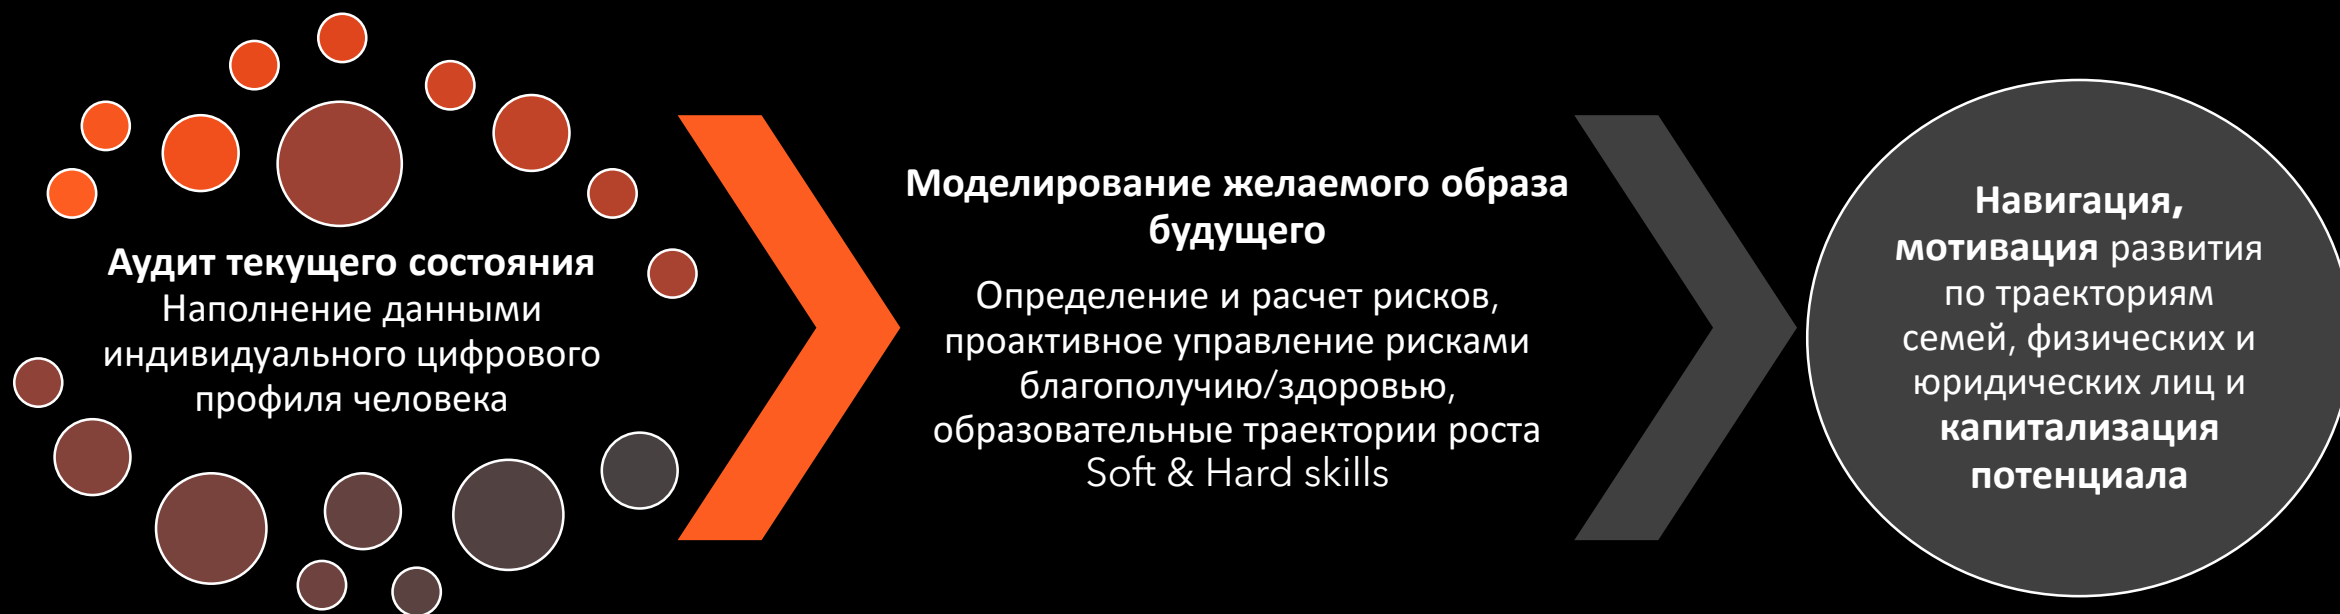 Аудит текущего состояния
Наполнение данными
индивидуального цифрового
профиля человека
Моделирование желаемого образа
будущего
Определение и расчет рисков,
проактивное управление рисками
благополучию/здоровью,
образовательные траектории роста
Soft & Hard skills
Навигация,
мотивация развития
по траекториям
семей, физических и
юридических лиц и
капитализация
потенциала